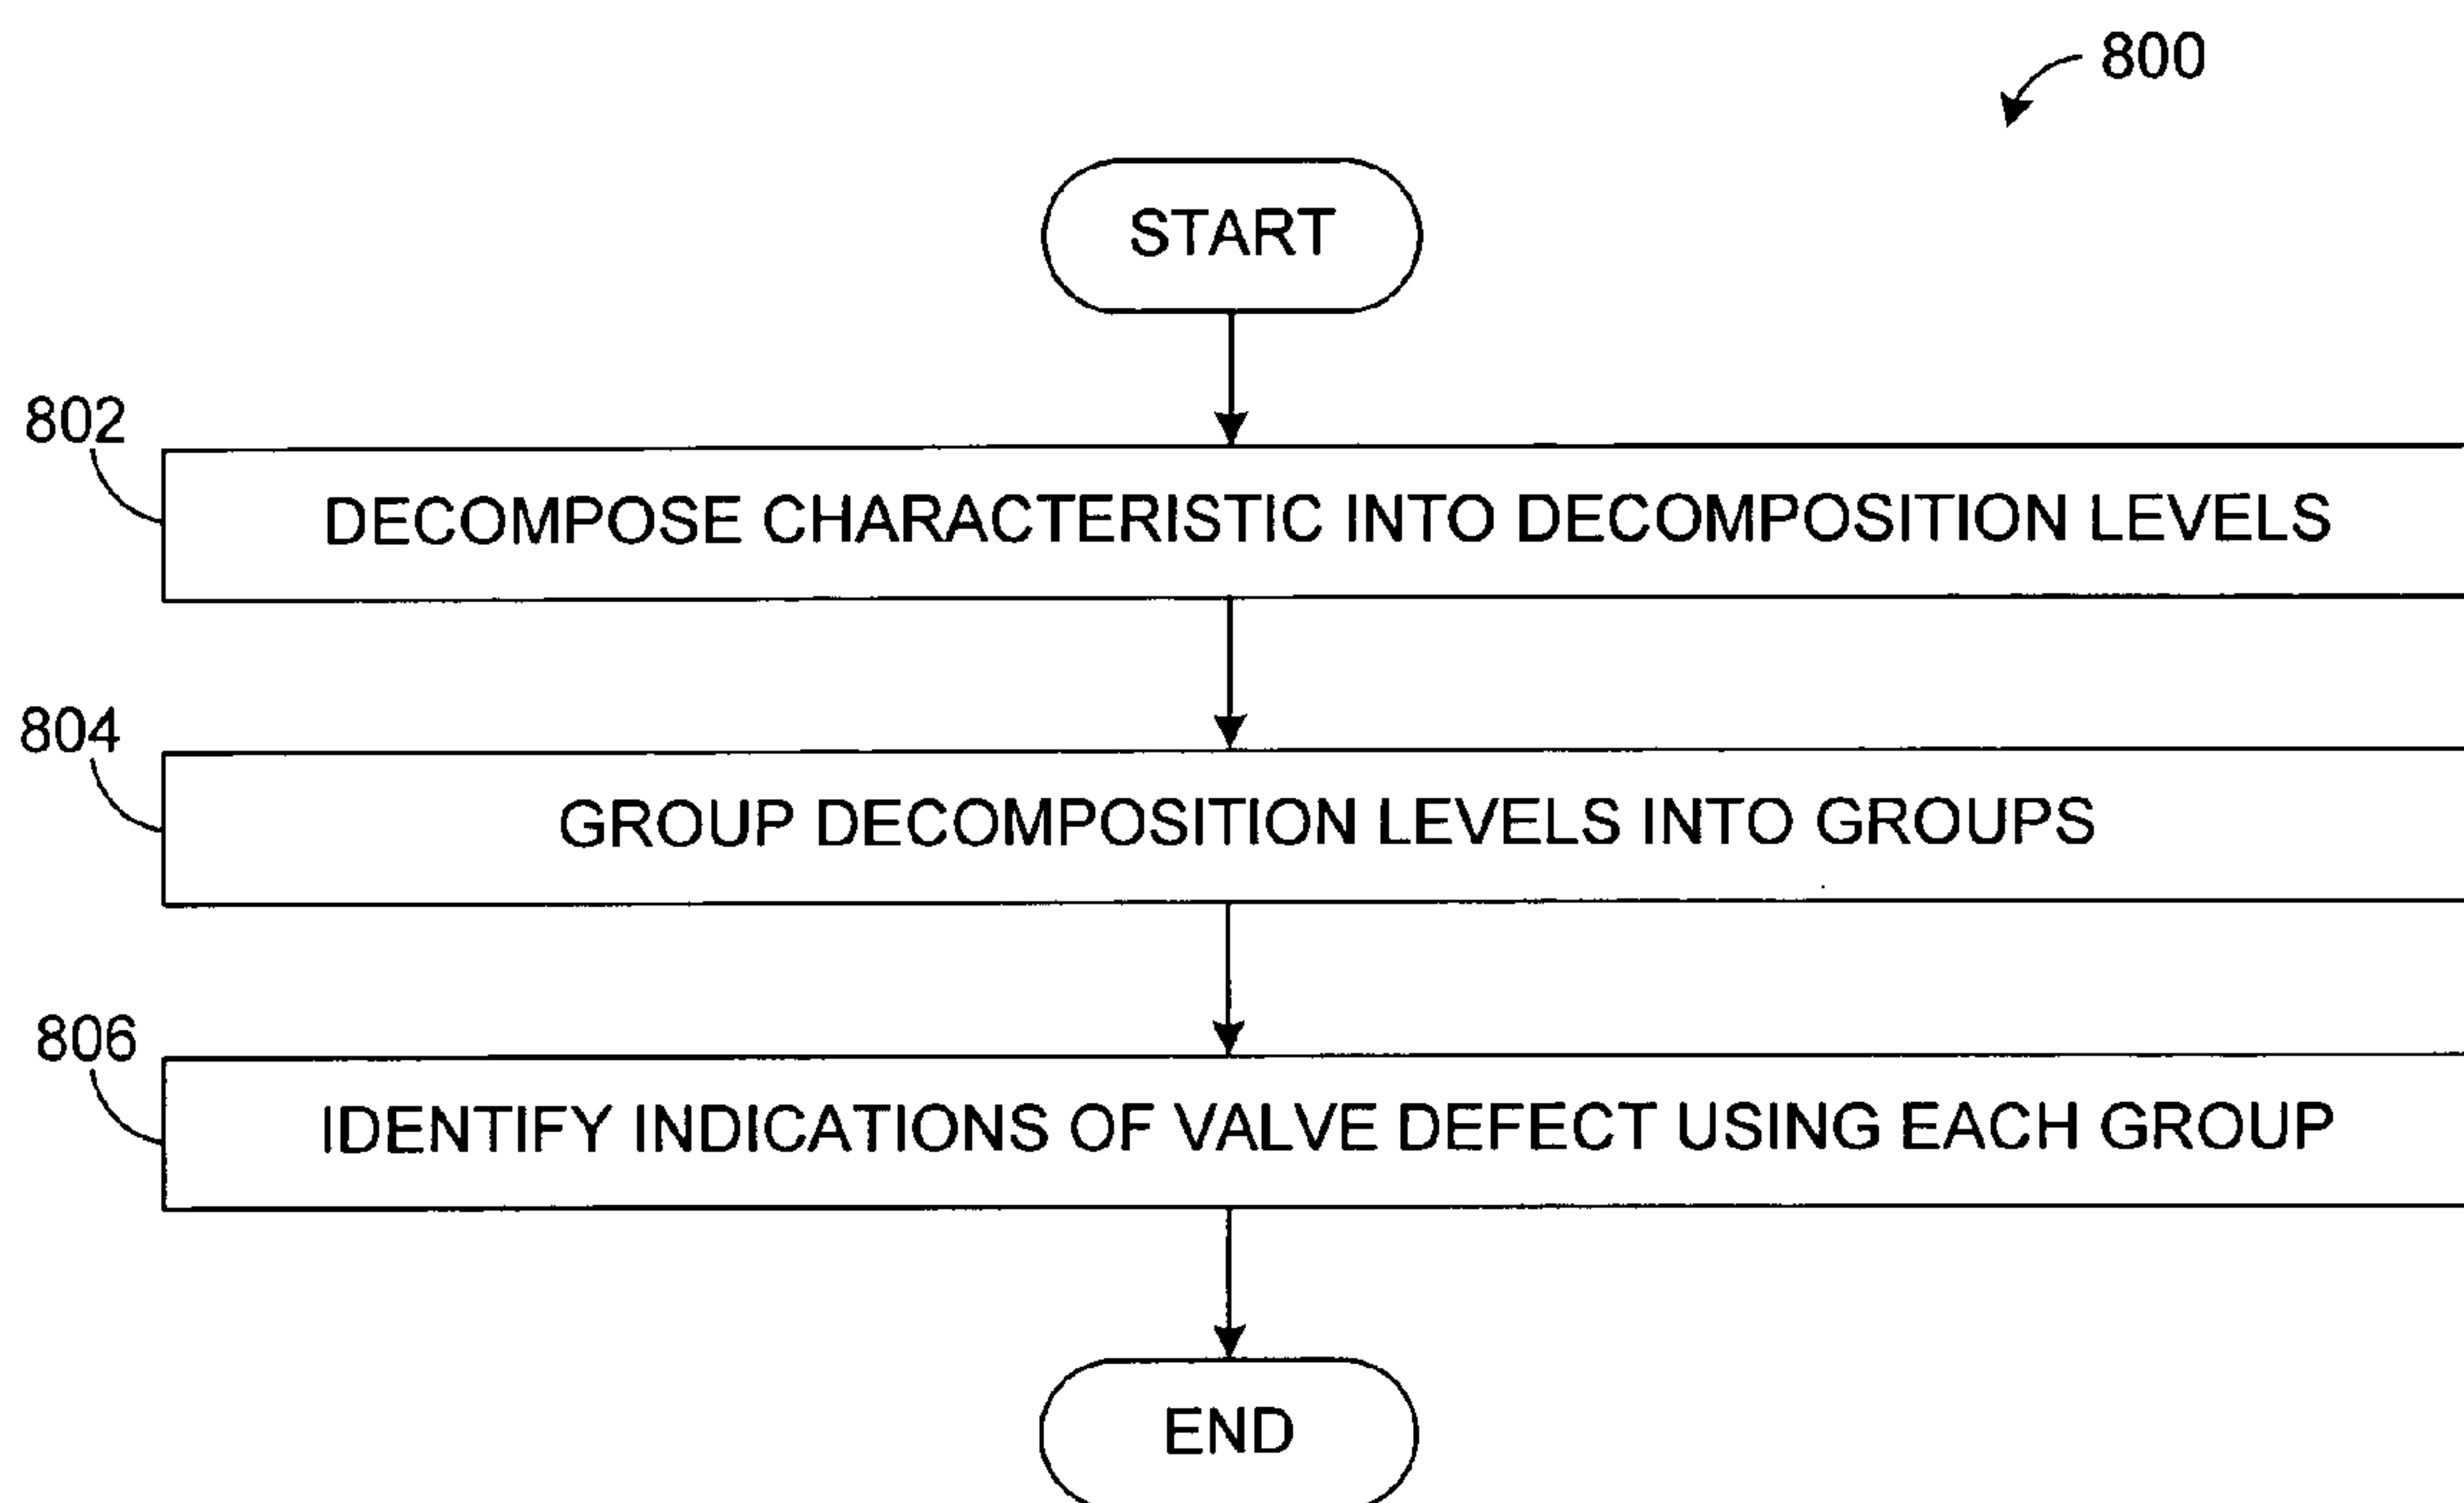 800
START
802
DECOMPOSE CHARACTERISTIC INTO DECOMPOSITION LEVELS
804
GROUP DECOMPOSITION LEVELS INTO GROUPS
806
IDENTIFY INDICATIONS OF VALVE DEFECT USING EACH GROUP
END